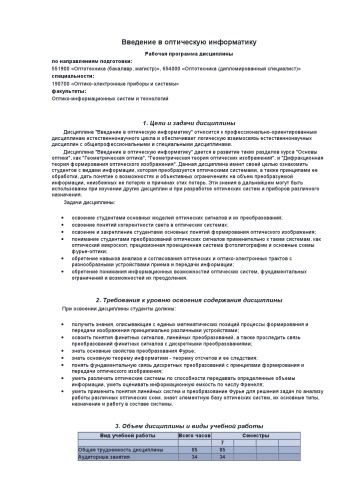 Введение в оптическую информатику
Рабочая программа дисциплины
по направлениям подготовки:
551900 «Оптотехника (бакалавр, магистр)», 654000 «Оптотехника (дипломированный специалист)»
специальности:
190700 «Оптико-электронные приборы и системы»
факультеты:
Оптико-информационных систем и технологий
1. Цели и задачи дисциплины
Дисциплина "Введение в оптическую информатику" относится к профессионально-ориентированным
дисциплинам естественнонаучного цикла и обеспечивает логическую взаимосвязь естественнонаучных
дисциплин с общепрофессиональными и специальными дисциплинами.
Дисциплина "Введение в оптическую информатику" дается в развитие таких разделов курса "Основы
оптики", как "Геометрическая оптика", "Геометрическая теория оптических изображений", и "Дифракционная
теория формирования оптического изображения". Данная дисциплина имеет своей целью ознакомить
студентов с видами информации, которая преобразуется оптическими системами, а также принципами ее
обработки, дать понятие о возможностях и объективных ограничениях на объем преобразуемой
информации, неизбежных ее потерях и причинах этих потерь. Эти знания в дальнейшем могут быть
использованы при изучении других дисциплин и при разработке оптических систем и приборов различного
назначения.
Задачи дисциплины:
• освоение студентами основных моделей оптических сигналов и их преобразований;
• освоение понятий когерентности света в оптических системах;
• освоение и закрепление студентами основных понятий формирования оптического изображения;
• понимание студентами преобразований оптических сигналов применительно к таким системам, как
оптический микроскоп, проекционная проекционная система фотолитографии и основные схемы
фурье-оптики;
• обретение навыков анализа и согласования оптических и оптико-электронных трактов с
разнообразными устройствами приема и передачи информации;
• обретение понимания информационных возможностей оптических систем, фундаментальных
ограничений и возможностей их преодоления.
2. Требования к уровню освоения содержания дисциплины
При освоении дисциплины студенты должны:
• получить знания, описывающие с единых математических позиций процессы формирования и
передачи изображения принципиально различными устройствами;
• освоить понятия финитных сигналов, линейных преобразований, а также проследить связь
преобразований финитных сигналов с дискретными преобразованиями;
• знать основные свойства преобразования Фурье;
• знать основную теорему информатики - теорему отсчетов и ее следствия;
• понять фундаментальную связь дискретных преобразований с принципами формирования и
передачи оптического изображения;
• уметь различать оптические системы по способности передавать определенные объемы
информации, уметь оценивать информационную емкость по числу Френеля;
• уметь применить понятия линейных систем и преобразование Фурье для решения задач по анализу
работы различных оптических схем, знает элементную базу оптических систем, их основные типы,
назначение и работу в составе системы.
3. Объем дисциплины и виды учебной работы
Вид учебной работы Всего часов Семестры
7
Общая трудоемкость дисциплины 85 85
Аудиторные занятия 34 34